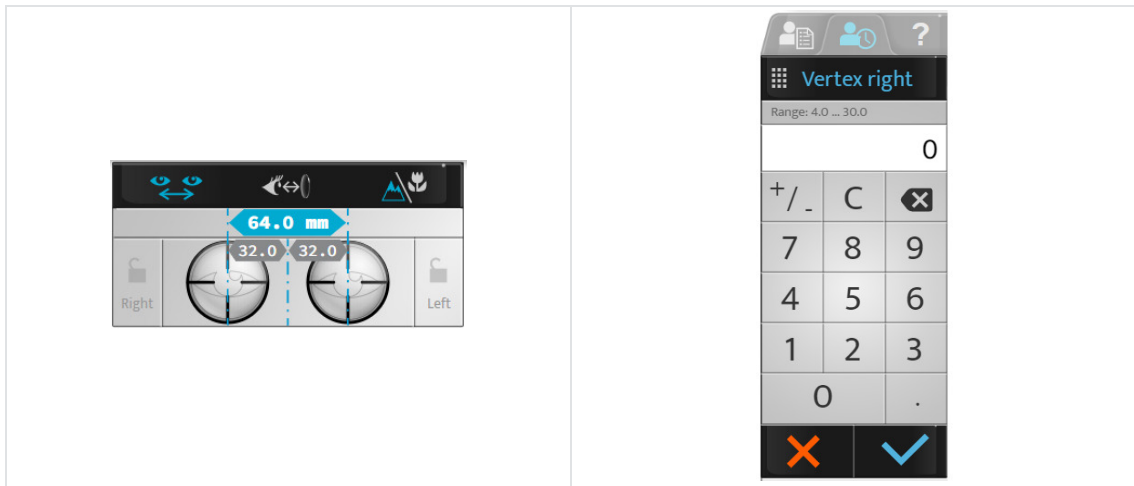 64.0 mm
32.0 32.0
Right Left
?
Vertex right
Range: 4.0 ... 30.0
0
+/- C
7 8 9
4 5 6
1 2 3
0 .